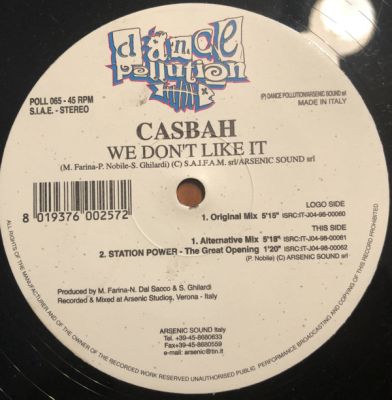 dance
pollution
POLL 065 - 45 RPM
S.I.A.E. - STEREO
(P) DANCE POLLUTION/ARSENIC SOUND srl
MADE IN ITALY
CASBAH
WE DON'T LIKE IT
(M. Farina-P. Nobile-S. Ghilardi) (C) S.A.I.F.A.M. srl/ARSENIC SOUND srl
8 019376 002572
LOGO SIDE
1. Original Mix 5'15" ISRC:IT-J04-98-00060
THIS SIDE
1. Alternative Mix 5'18" ISRC:IT-J04-98-00061
2. STATION POWER - The Great Opening 1'20" ISRC:IT-J04-98-00062
(P. Nobile) (C) ARSENIC SOUND srl
Produced by M. Farina-N. Dal Sacco & S. Ghilardi
Recorded & Mixed at Arsenic Studios, Verona - Italy
ARSENIC SOUND Italy
Tel. +39-45-8680633
Fax+39-45-8680559
e-mail: arsenic@tin.it
ALL RIGHTS OF THE MANUFACTURER AND OF THE OWNER OF THE RECORDED WORK RESERVED UNAUTHORISED PUBLIC PERFORMANCE BROADCASTING AND COPYING OF THIS RECORD PROHIBITED